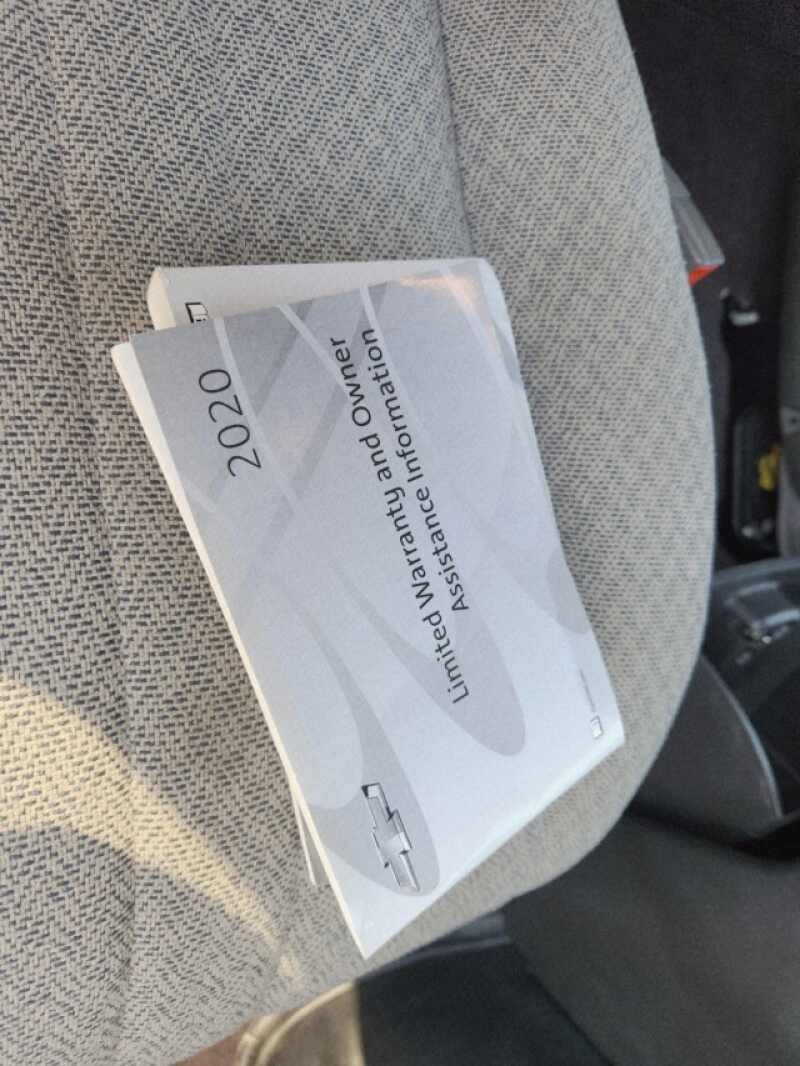 2020
Limited Warranty and Owner
Assistance Information